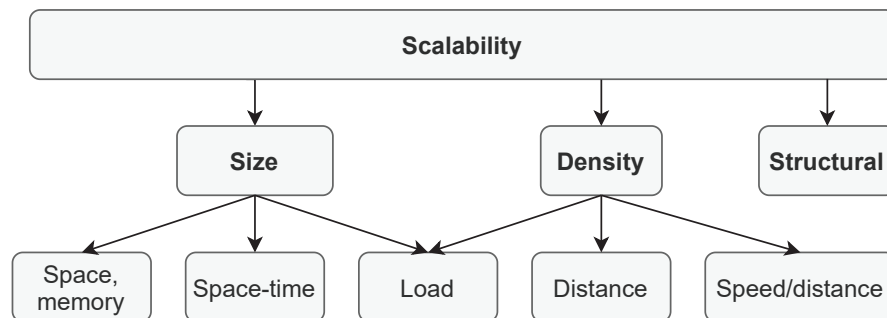 Scalability
Size
Density
Structural
Space,
memory
Space-time
Load
Distance
Speed/distance